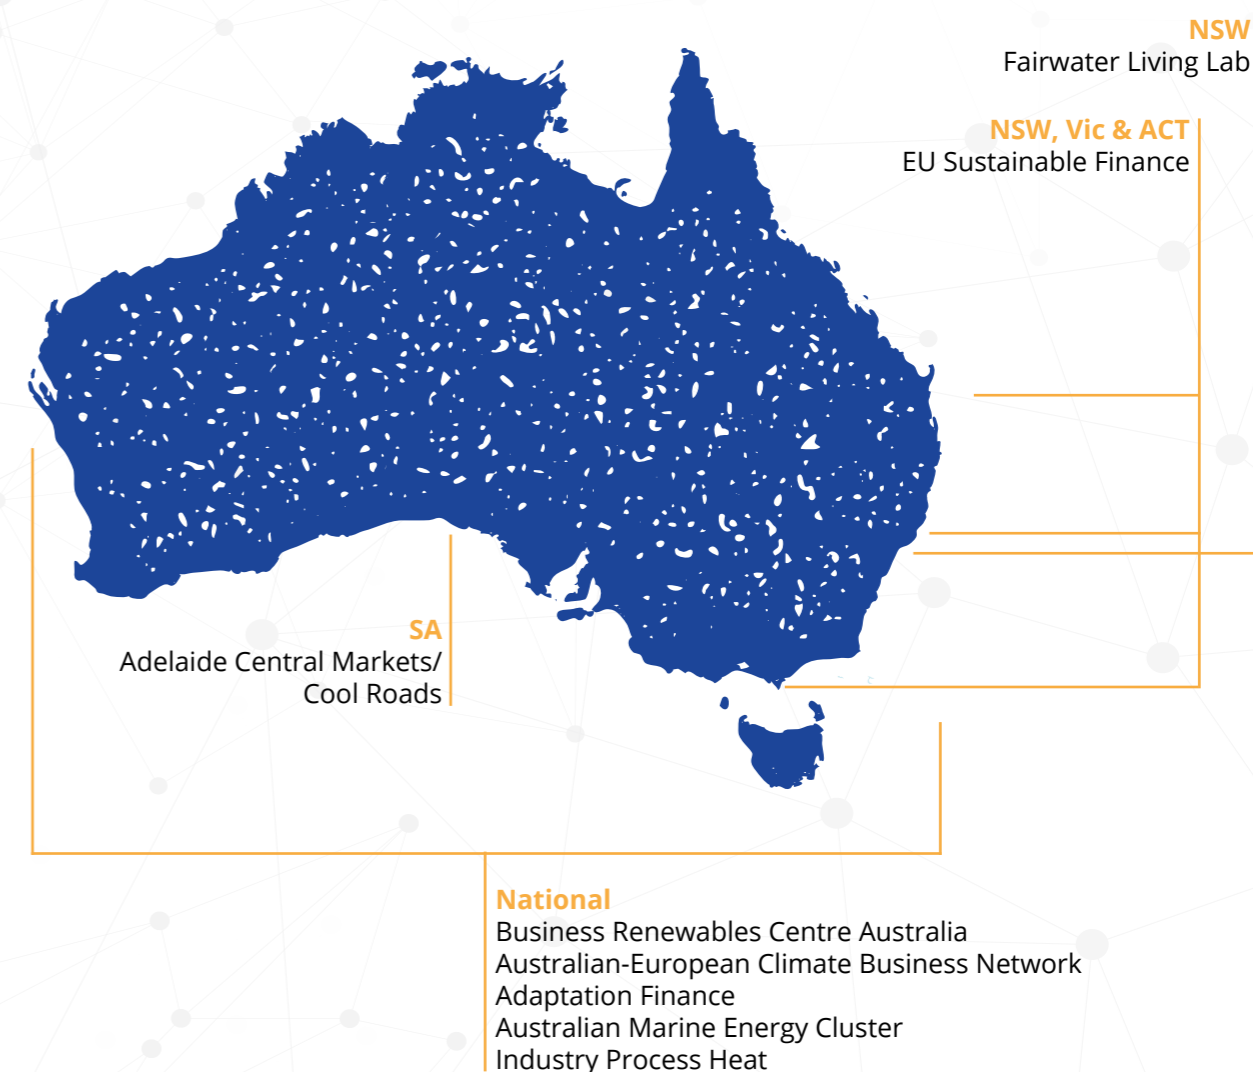 NSW
Fairwater Living Lab
NSW, Vic & ACT
EU Sustainable Finance
SA
Adelaide Central Markets/
Cool Roads
National
Business Renewables Centre Australia
Australian-European Climate Business Network
Adaptation Finance
Australian Marine Energy Cluster
Industry Process Heat